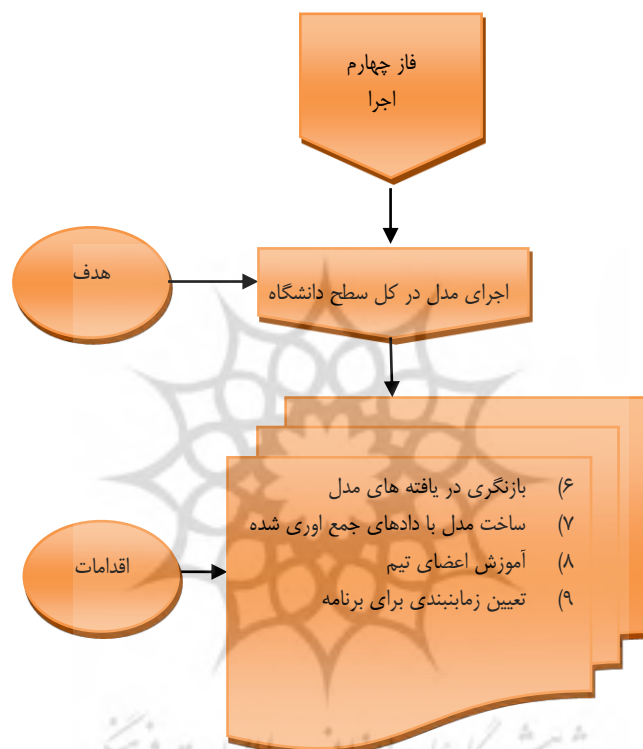 فاز چهارم
اجرا
هدف
اجرای مدل در کل سطح دانشگاه
اقدامات
۶) بازنگری در یافته های مدل
۷) ساخت مدل با دادهای جمع اوری شده
۸) آموزش اعضای تیم
۹) تعیین زمابنبندی برای برنامه